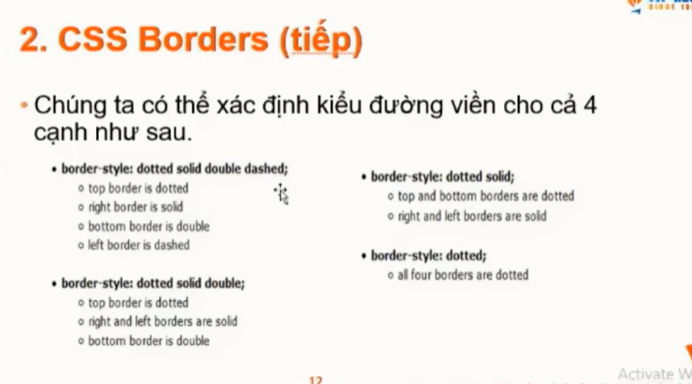 2. CSS Borders (tiếp)
• Chúng ta có thể xác định kiểu đường viền cho cả 4
cạnh như sau.
• border-style: dotted solid double dashed;
o top border is dotted
o right border is solid
o bottom border is double
o left border is dashed
• border-style: dotted solid double;
o top border is dotted
o right and left borders are solid
o bottom border is double
• border-style: dotted solid;
o top and bottom borders are dotted
o right and left borders are solid
• border-style: dotted;
o all four borders are dotted
12
Activate W